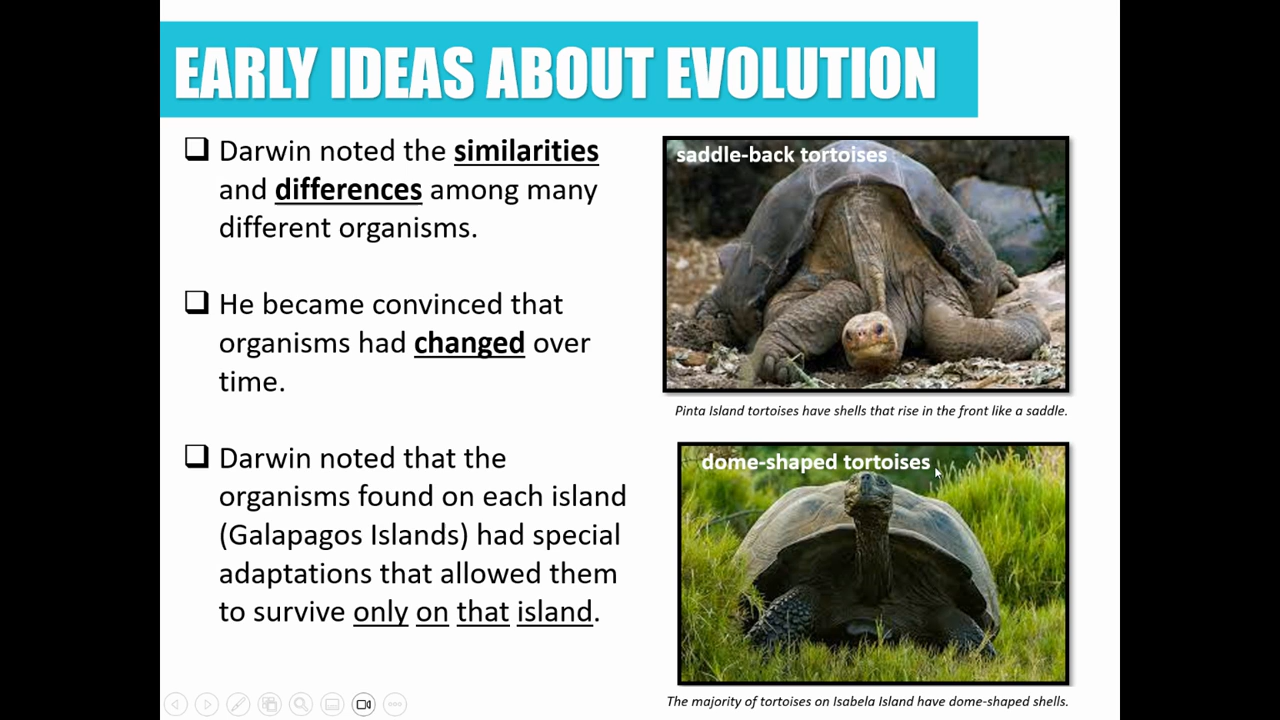 EARLY IDEAS ABOUT EVOLUTION
Darwin noted the similarities
and differences among many
different organisms.
He became convinced that
organisms had changed over
time.
Darwin noted that the
organisms found on each island
(Galapagos Islands) had special
adaptations that allowed them
to survive only on that island.
saddle-back tortoises
Pinta Island tortoises have shells that rise in the front like a saddle.
dome-shaped tortoises
The majority of tortoises on Isabela Island have dome-shaped shells.